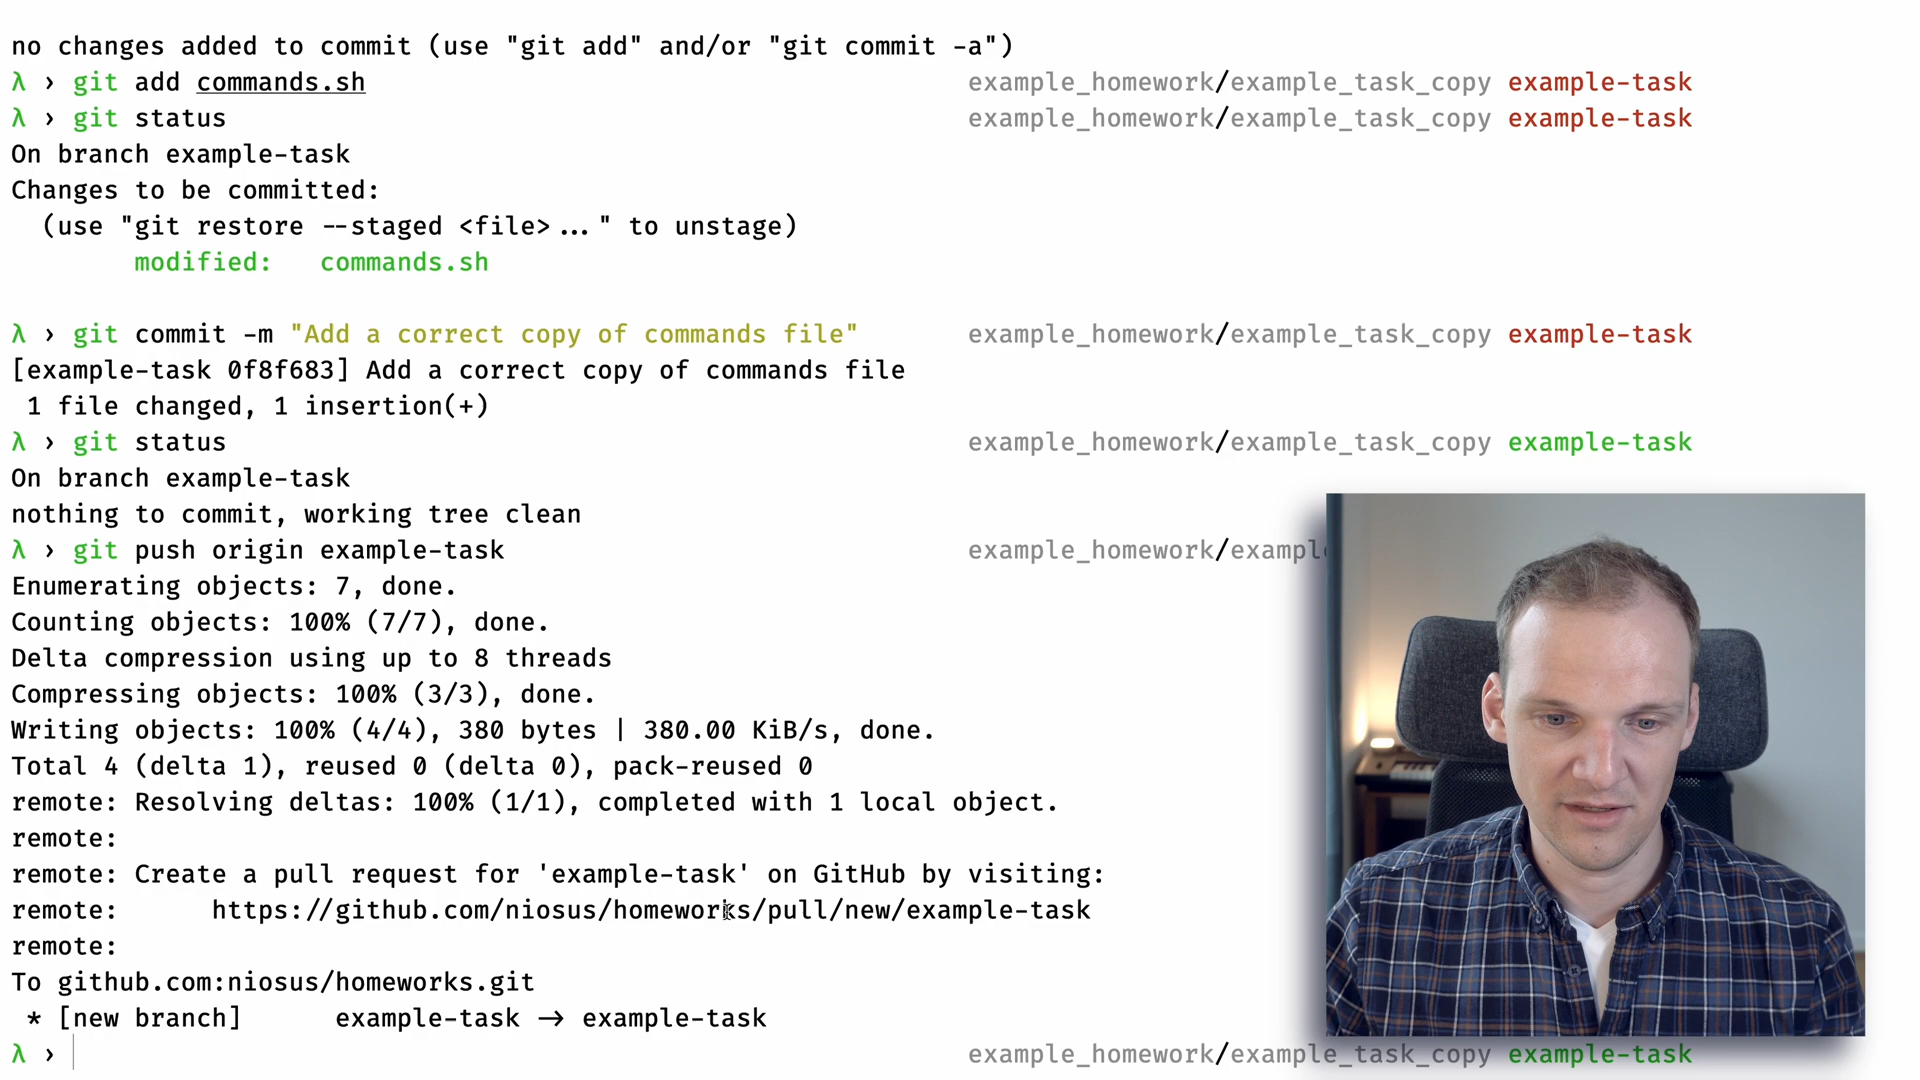 no changes added to commit (use "git add" and/or "git commit -a")
λ › git add commands.sh example_homework/example_task_copy example-task
λ › git status example_homework/example_task_copy example-task
On branch example-task
Changes to be committed:
(use "git restore --staged <file>..." to unstage)
modified: commands.sh
λ › git commit -m "Add a correct copy of commands file" example_homework/example_task_copy example-task
[example-task 0f8f683] Add a correct copy of commands file
1 file changed, 1 insertion(+)
λ › git status example_homework/example_task_copy example-task
On branch example-task
nothing to commit, working tree clean
λ › git push origin example-task example_homework/exampl
Enumerating objects: 7, done.
Counting objects: 100% (7/7), done.
Delta compression using up to 8 threads
Compressing objects: 100% (3/3), done.
Writing objects: 100% (4/4), 380 bytes | 380.00 KiB/s, done.
Total 4 (delta 1), reused 0 (delta 0), pack-reused 0
remote: Resolving deltas: 100% (1/1), completed with 1 local object.
remote:
remote: Create a pull request for 'example-task' on GitHub by visiting:
remote: https://github.com/niosus/homeworks/pull/new/example-task
remote:
To github.com:niosus/homeworks.git
* [new branch] example-task -> example-task
λ › example_homework/example_task_copy example-task